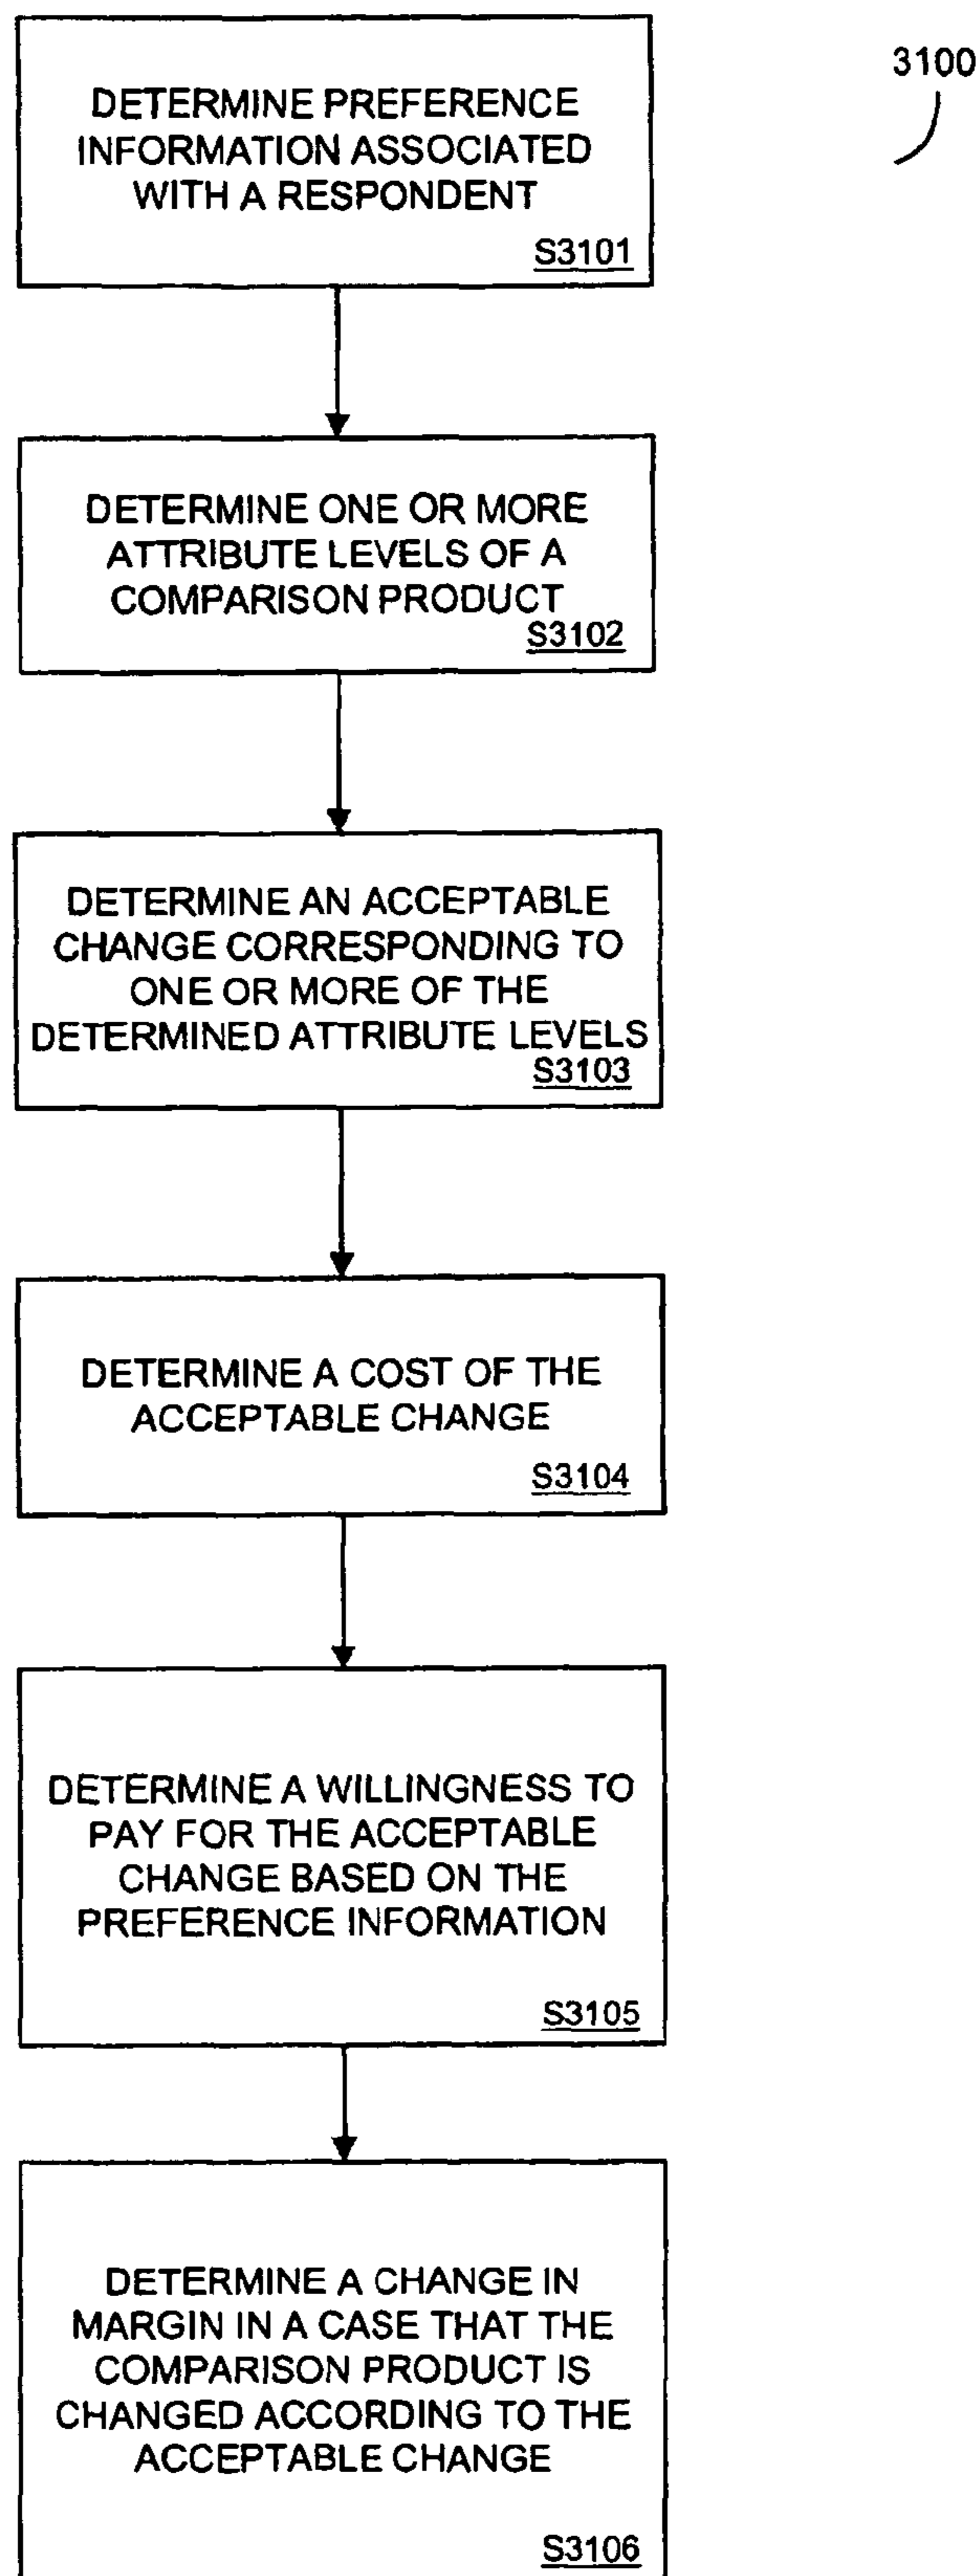 3100
DETERMINE PREFERENCE
INFORMATION ASSOCIATED
WITH A RESPONDENT
S3101
DETERMINE ONE OR MORE
ATTRIBUTE LEVELS OF A
COMPARISON PRODUCT
S3102
DETERMINE AN ACCEPTABLE
CHANGE CORRESPONDING TO
ONE OR MORE OF THE
DETERMINED ATTRIBUTE LEVELS
S3103
DETERMINE A COST OF THE
ACCEPTABLE CHANGE
S3104
DETERMINE A WILLINGNESS TO
PAY FOR THE ACCEPTABLE
CHANGE BASED ON THE
PREFERENCE INFORMATION
S3105
DETERMINE A CHANGE IN
MARGIN IN A CASE THAT THE
COMPARISON PRODUCT IS
CHANGED ACCORDING TO THE
ACCEPTABLE CHANGE
S3106